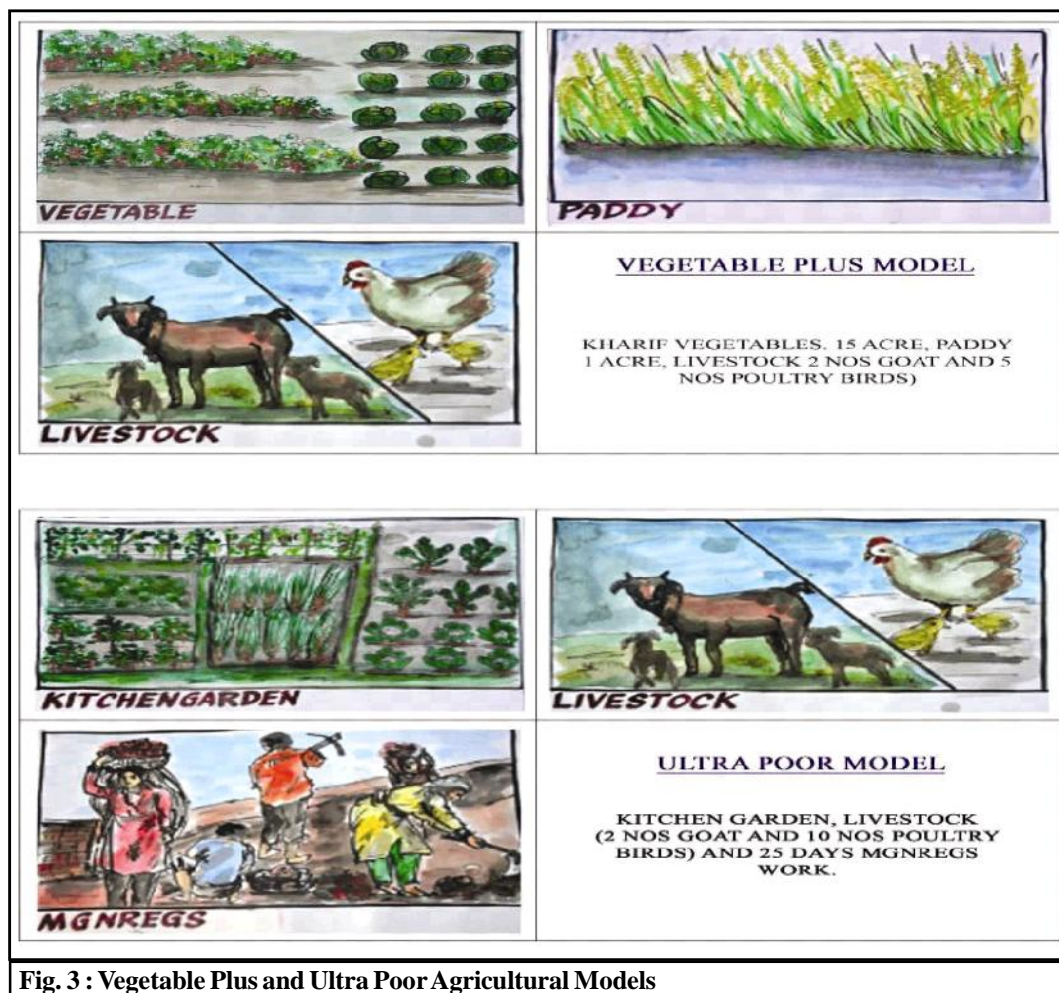 VEGETABLE
PADDY
LIVESTOCK
VEGETABLE PLUS MODEL
KHARIF VEGETABLES. 15 ACRE, PADDY
1 ACRE, LIVESTOCK 2 NOS GOAT AND 5
NOS POULTRY BIRDS)
KITCHENGARDEN
LIVESTOCK
MGNREGS
ULTRA POOR MODEL
KITCHEN GARDEN, LIVESTOCK
(2 NOS GOAT AND 10 NOS POULTRY
BIRDS) AND 25 DAYS MGNREGS
WORK.
Fig. 3 : Vegetable Plus and Ultra Poor Agricultural Models